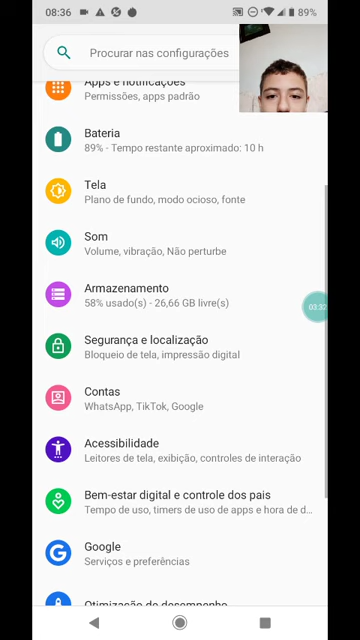 08:36
89%
Procurar nas configurações
Apps e notificações
Permissões, apps padrão
Bateria
89% - Tempo restante aproximado: 10 h
Tela
Plano de fundo, modo ocioso, fonte
Som
Volume, vibração, Não perturbe
Armazenamento
58% usado(s) - 26,66 GB livre(s)
03:32
Segurança e localização
Bloqueio de tela, impressão digital
Contas
WhatsApp, TikTok, Google
Acessibilidade
Leitores de tela, exibição, controles de interação
Bem-estar digital e controle dos pais
Tempo de uso, timers de uso de apps e hora de d...
Google
Serviços e preferências
Otimização de desempenho